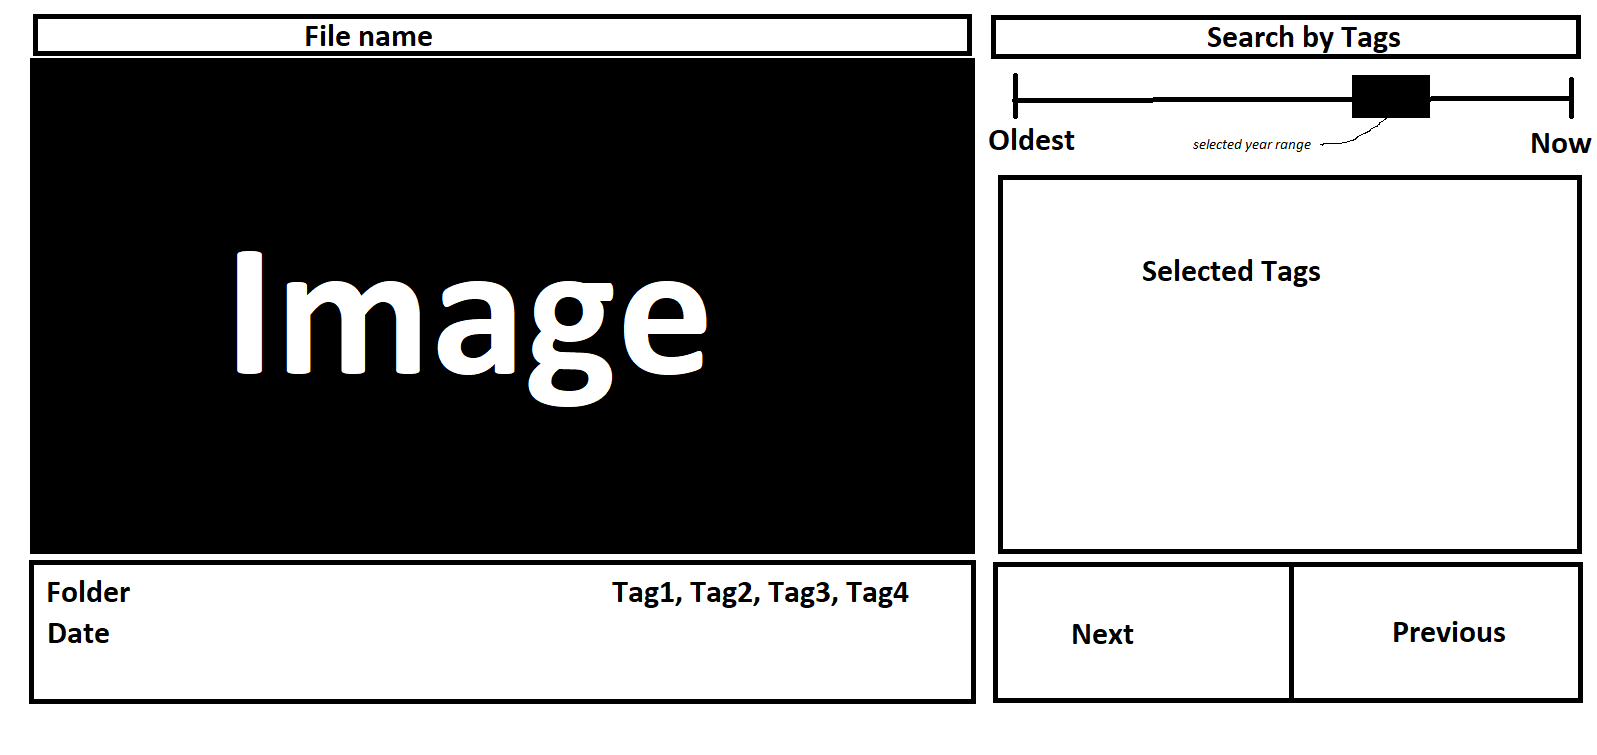 File name
Image
Folder
Tag1, Tag2, Tag3, Tag4
Date
Search by Tags
Oldest
selected year range
Now
Selected Tags
Next
Previous